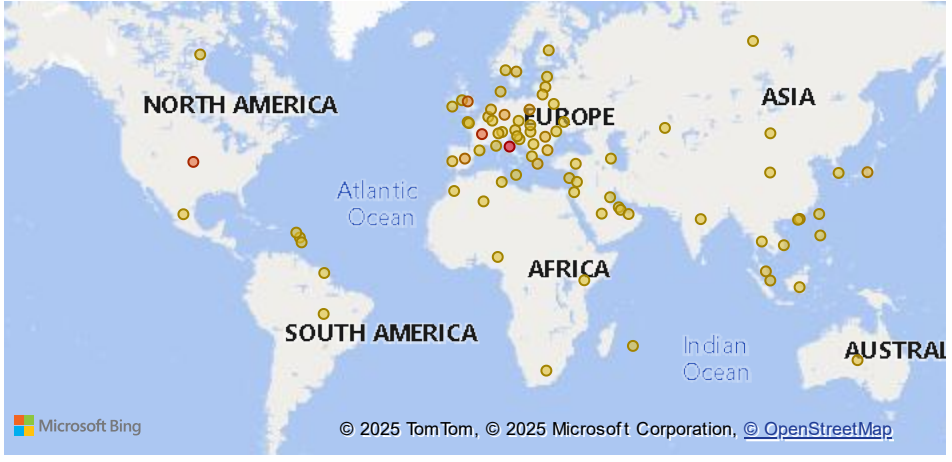 NORTH AMERICA
ASIA
EUROPE
Atlantic
Ocean
AFRICA
SOUTH AMERICA
Indian
Ocean
AUSTRAL
Microsoft Bing
© 2025 TomTom, © 2025 Microsoft Corporation, © OpenStreetMap